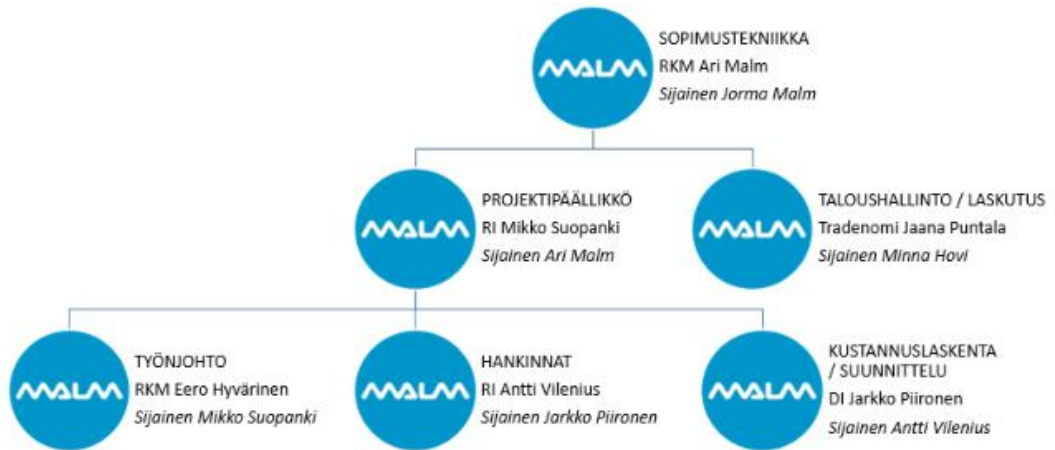 MALM
SOPIMUSTEKNIIKKA
RKM Ari Malm
Sijainen Jorma Malm
MALM
PROJEKTIPÄÄLLIKKÖ
RI Mikko Suopanki
Sijainen Ari Malm
MALM
TALOUSHALLINTO / LASKUTUS
Tradenomi Jaana Puntala
Sijainen Minna Hovi
MALM
TYÖNJOHTO
RKM Eero Hyvärinen
Sijainen Mikko Suopanki
MALM
HANKINNAT
RI Antti Vilenius
Sijainen Jarkko Piironen
MALM
KUSTANNUSLASKENTA
/ SUUNNITTELU
DI Jarkko Piironen
Sijainen Antti Vilenius